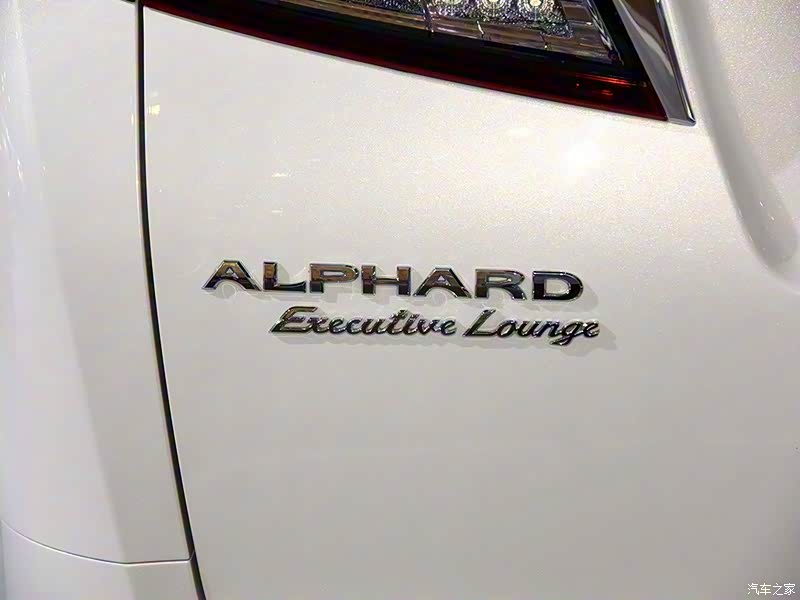 ALPHARD
Executive Lounge
汽车之家